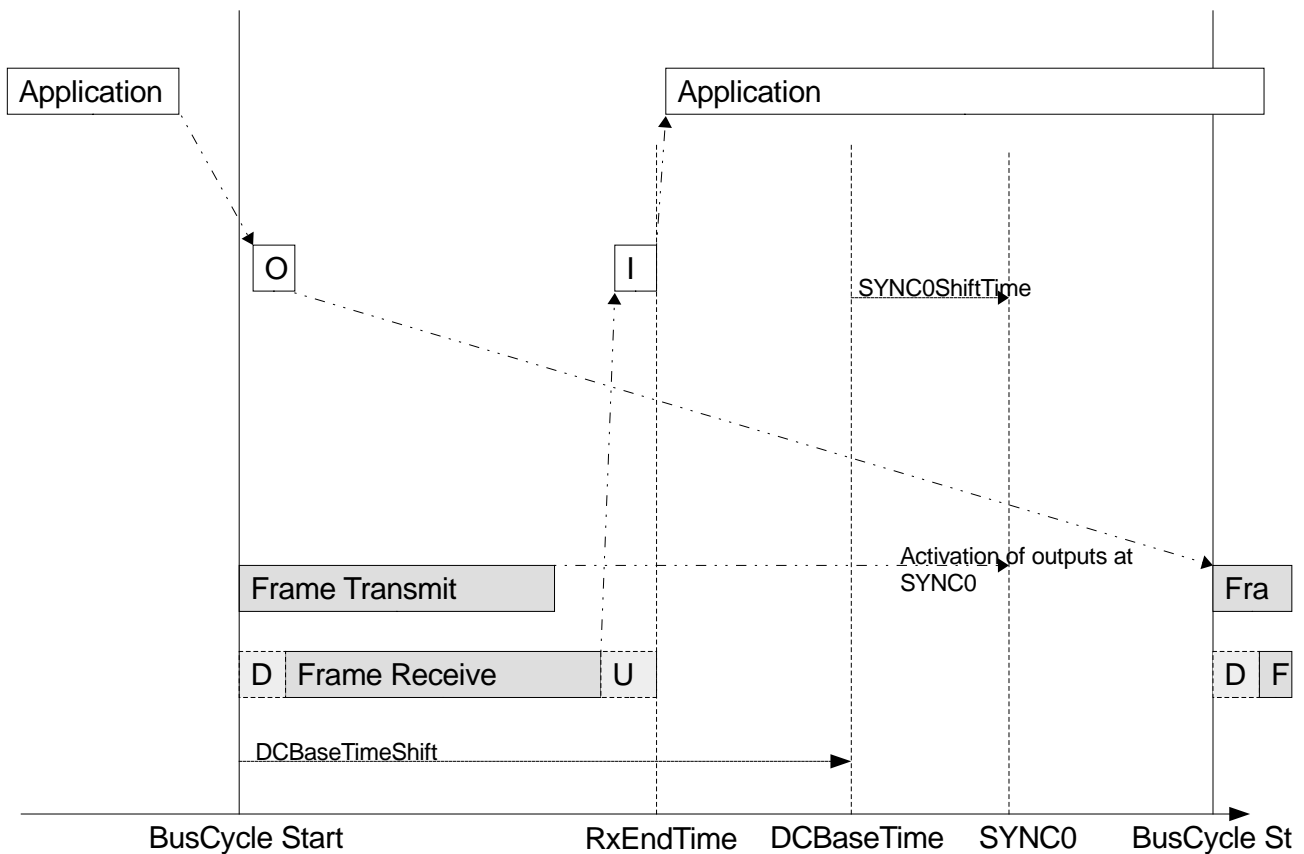 Application
Application
O
I
SYNC0ShiftTime
Activation of outputs at
SYNC0
Frame Transmit
Fra
D
Frame Receive
U
D
F
DCBaseTimeShift
BusCycle Start
RxEndTime
DCBaseTime
SYNC0
BusCycle St